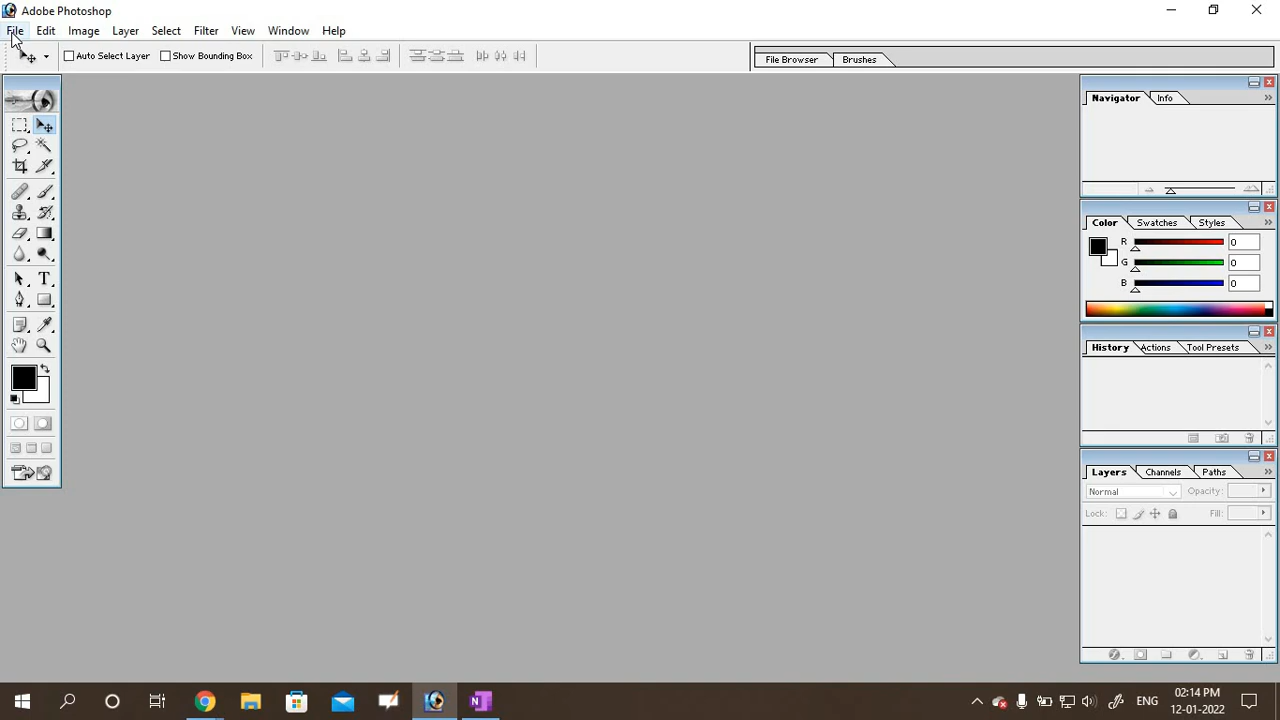 Adobe Photoshop
File Edit Image Layer Select Filter View Window Help
Auto Select Layer Show Bounding Box File Browser Brushes
Navigator Info
Color Swatches Styles
R 0
G 0
B 0
History Actions Tool Presets
Layers Channels Paths
Normal Opacity:
Lock: Fill:
T
ENG 02:14 PM
12-01-2022